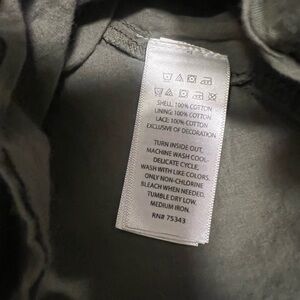 SHELL: 100% COTTON
LINING: 100% COTTON
LACE: 100% COTTON
EXCLUSIVE OF DECORATION
TURN INSIDE OUT.
MACHINE WASH COOL-
DELICATE CYCLE.
WASH WITH LIKE COLORS.
ONLY NON-CHLORINE
BLEACH WHEN NEEDED.
TUMBLE DRY LOW.
MEDIUM IRON.
RN# 75343